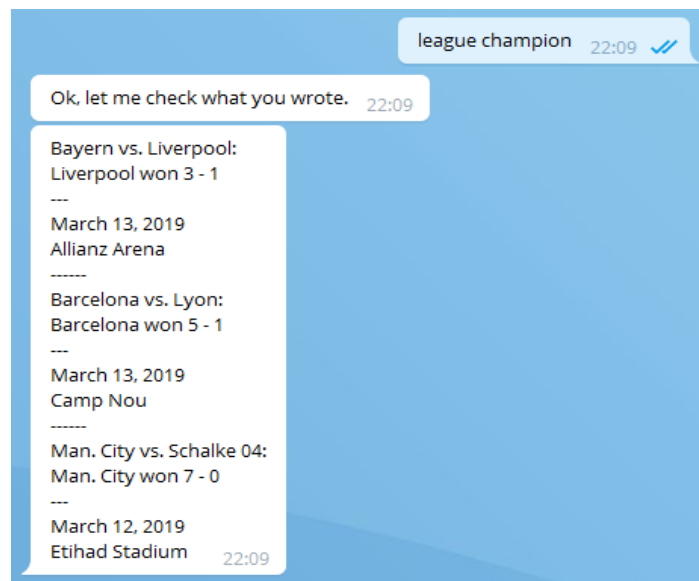 league champion 22:09
Ok, let me check what you wrote. 22:09
Bayern vs. Liverpool:
Liverpool won 3 - 1
---
March 13, 2019
Allianz Arena
------
Barcelona vs. Lyon:
Barcelona won 5 - 1
---
March 13, 2019
Camp Nou
------
Man. City vs. Schalke 04:
Man. City won 7 - 0
---
March 12, 2019
Etihad Stadium 22:09